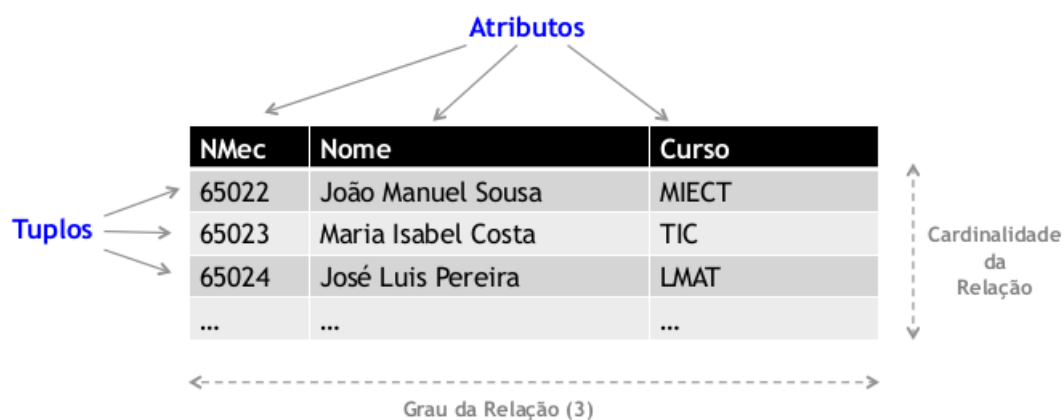 Atributos
NMec Nome Curso
65022 João Manuel Sousa MIECT
Tuplos
65023 Maria Isabel Costa TIC
65024 José Luis Pereira LMAT
... ... ...
Cardinalidade
da
Relação
Grau da Relação (3)